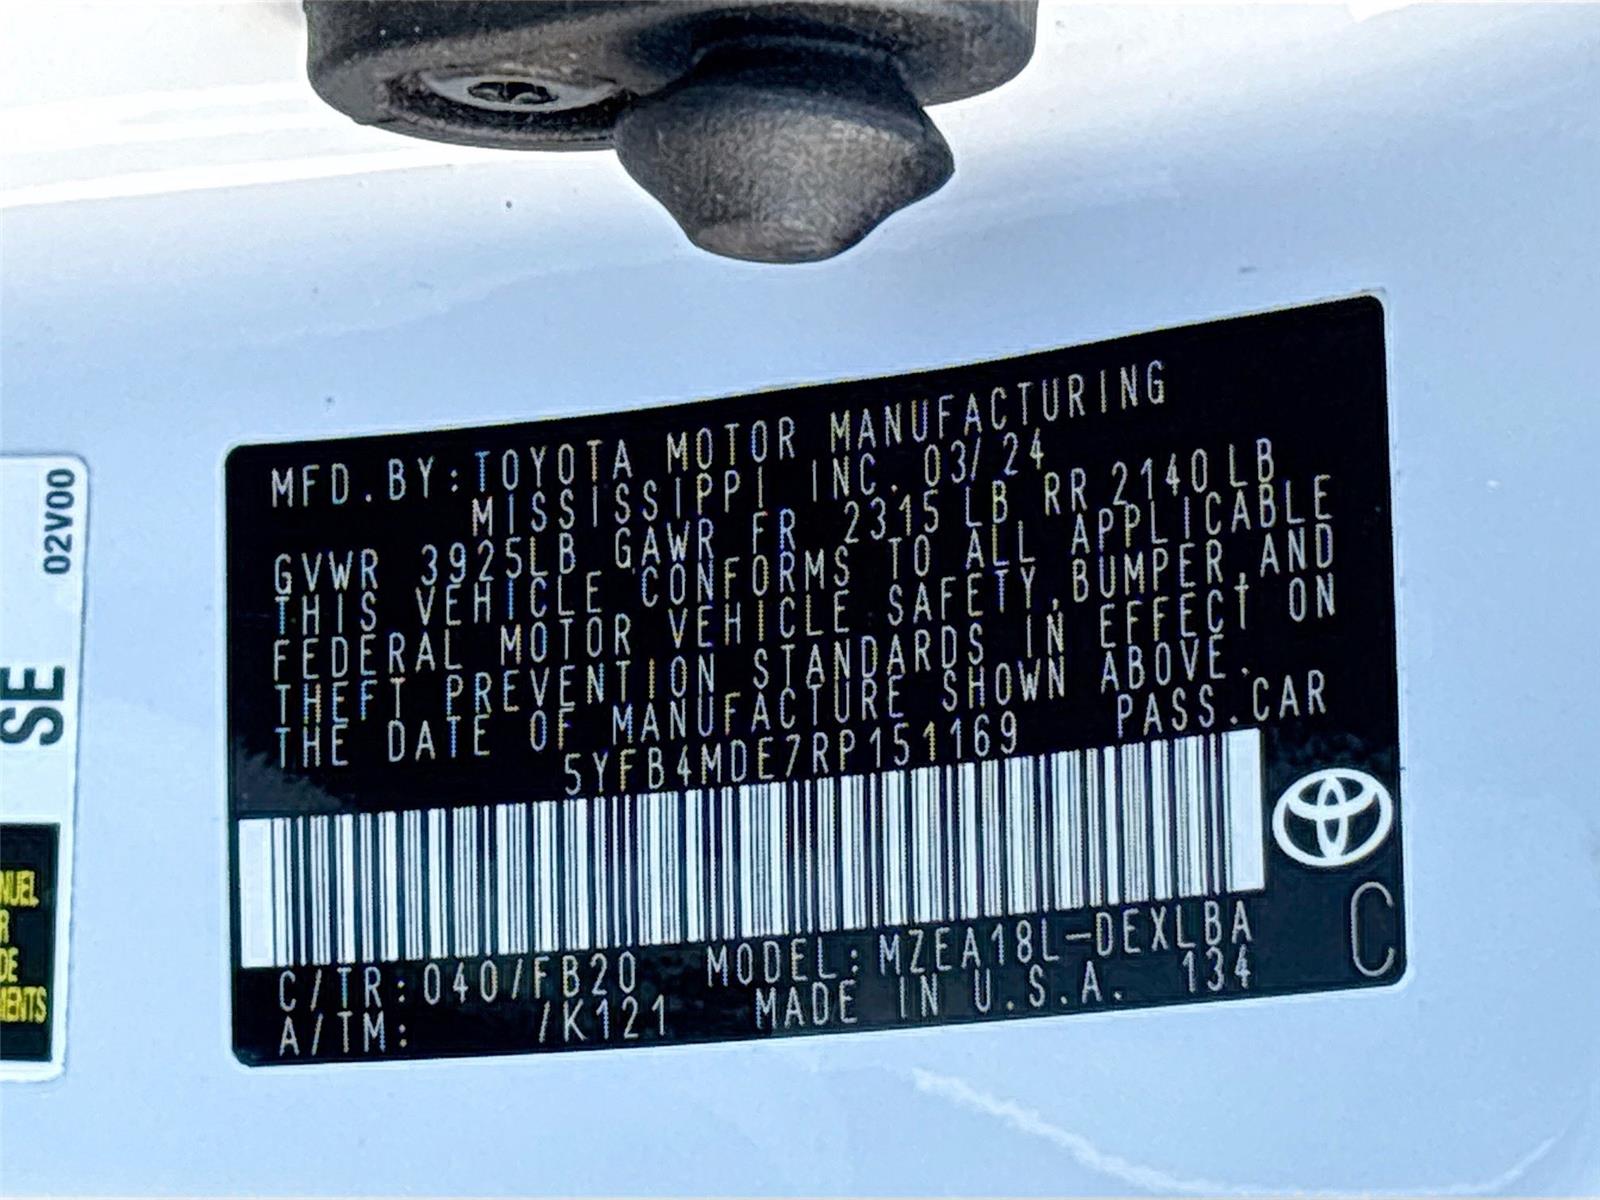 MFD.BY:TOYOTA MOTOR MANUFACTURING
MISSISSIPPI INC. 03/24
GVWR 3925LB GAWR FR 2315 LB RR 2140 LB
THIS VEHICLE CONFORMS TO ALL APPLICABLE
FEDERAL MOTOR VEHICLE SAFETY,BUMPER,AND
THEFT PREVENTION STANDARDS IN EFFECT ON
THE DATE OF MANUFACTURE SHOWN ABOVE.
5YFB4MDE7RP151169 PASS.CAR
C/TR:040/FB20 MODEL:MZEA18L-DEXLBA
A/TM: /K121 MADE IN U.S.A. 134
C
02V00
SE
NUEL
R
DE
MENTS